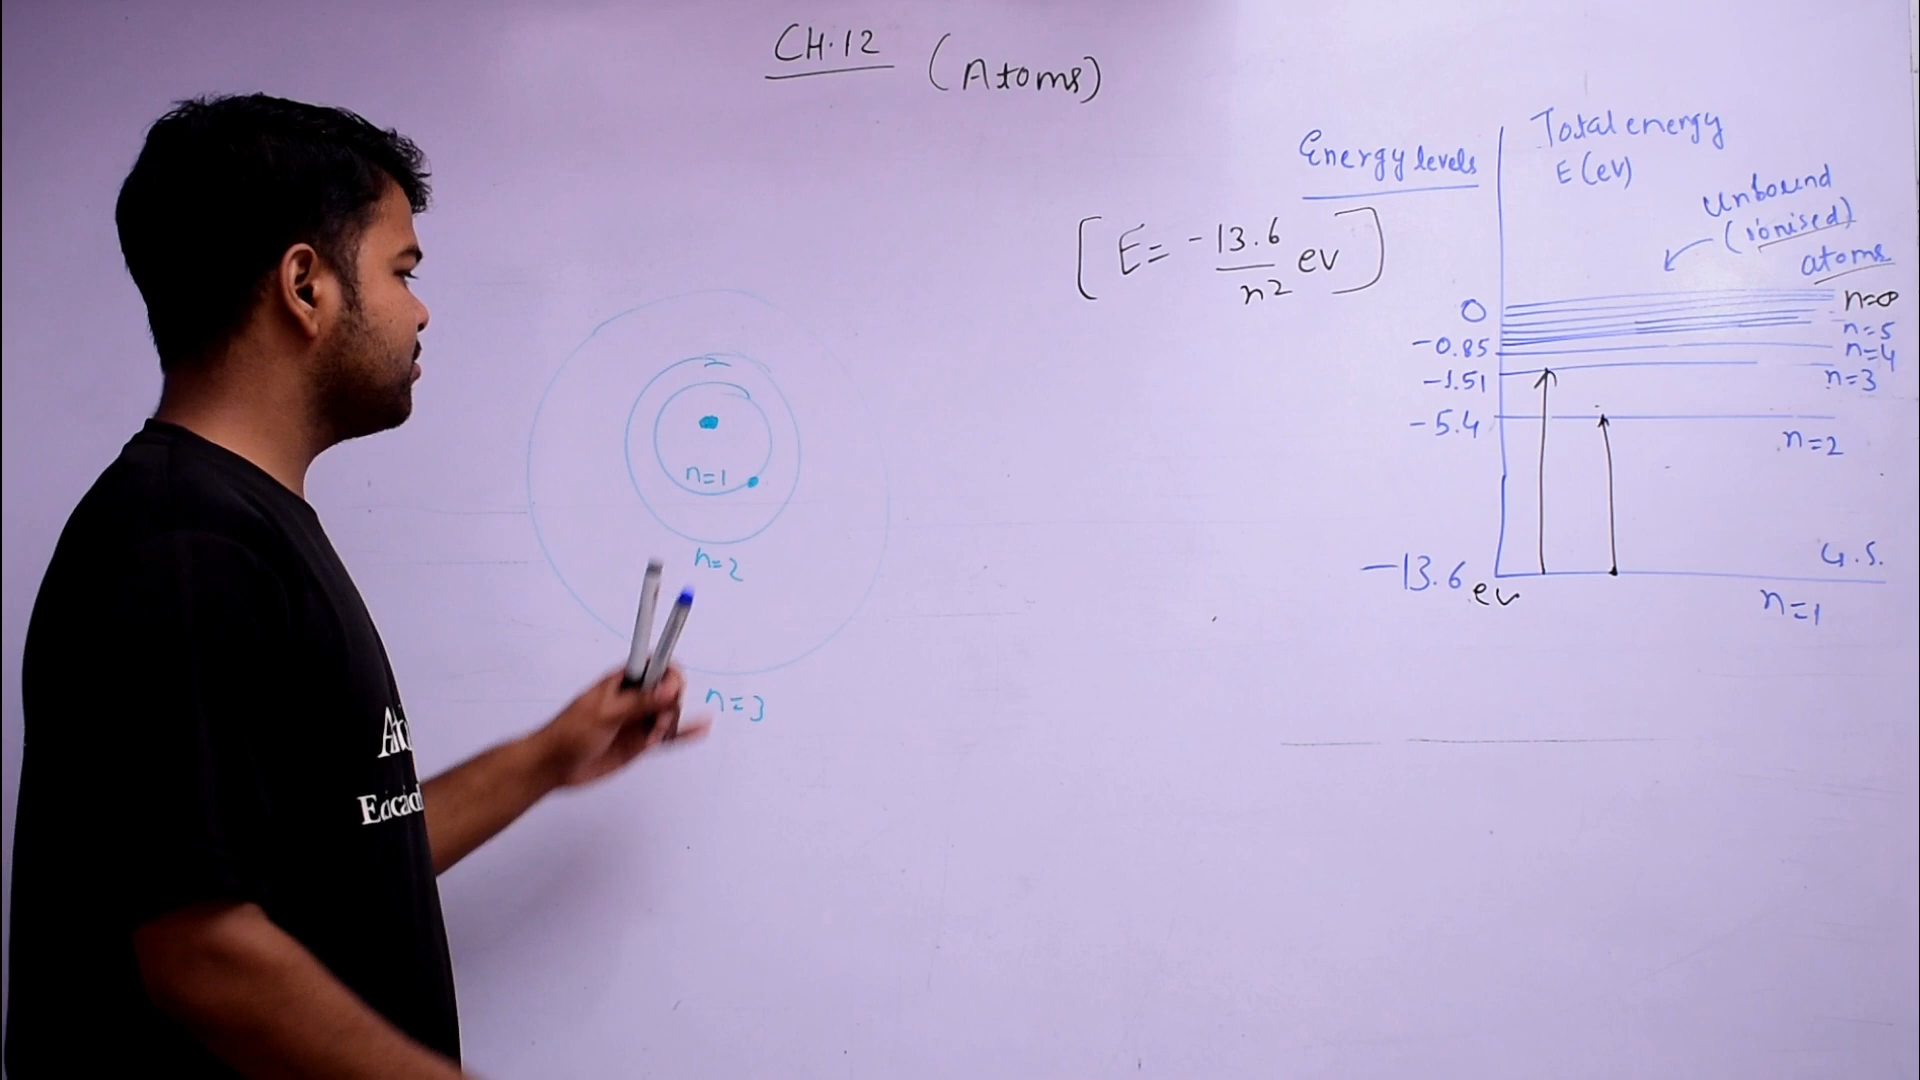 CH.12 (Atoms)
Energy levels
Total energy
E (ev)
Unbound
(ionised)
atoms
[E = -13.6/n2 ev]
0
n=∞
n=5
-0.85
n=4
-1.51
n=3
-5.4
n=2
G.S.
-13.6 ev
n=1
n=1
n=2
n=3